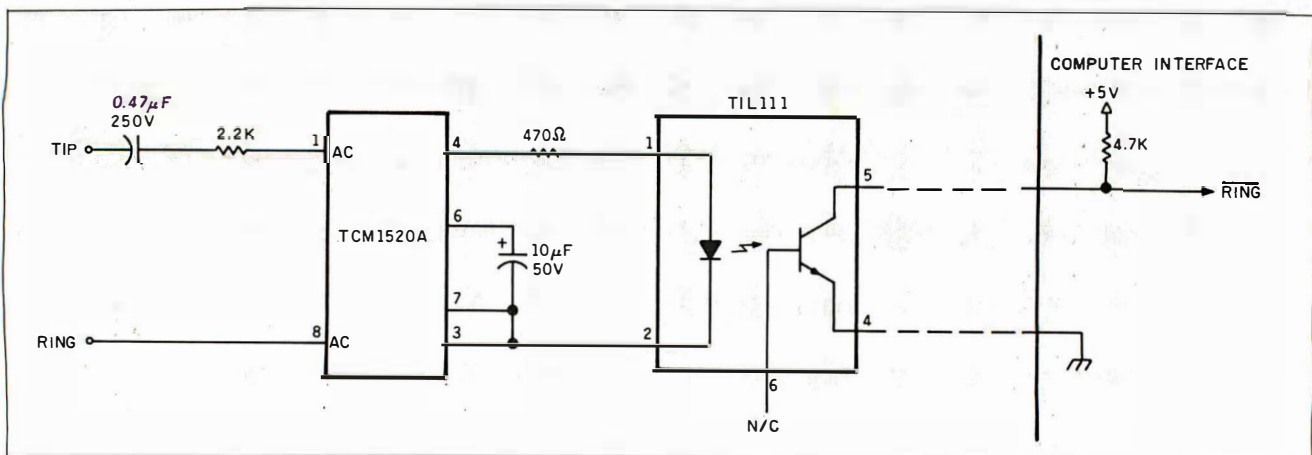 COMPUTER INTERFACE
+5V
4.7K
TIL111
0.47μF
250V
2.2K
TIP
1
AC
4
470Ω
1
5
R̅I̅N̅G̅
6
TCM1520A
+
10μF
50V
7
3
2
4
RING
8
AC
6
N/C